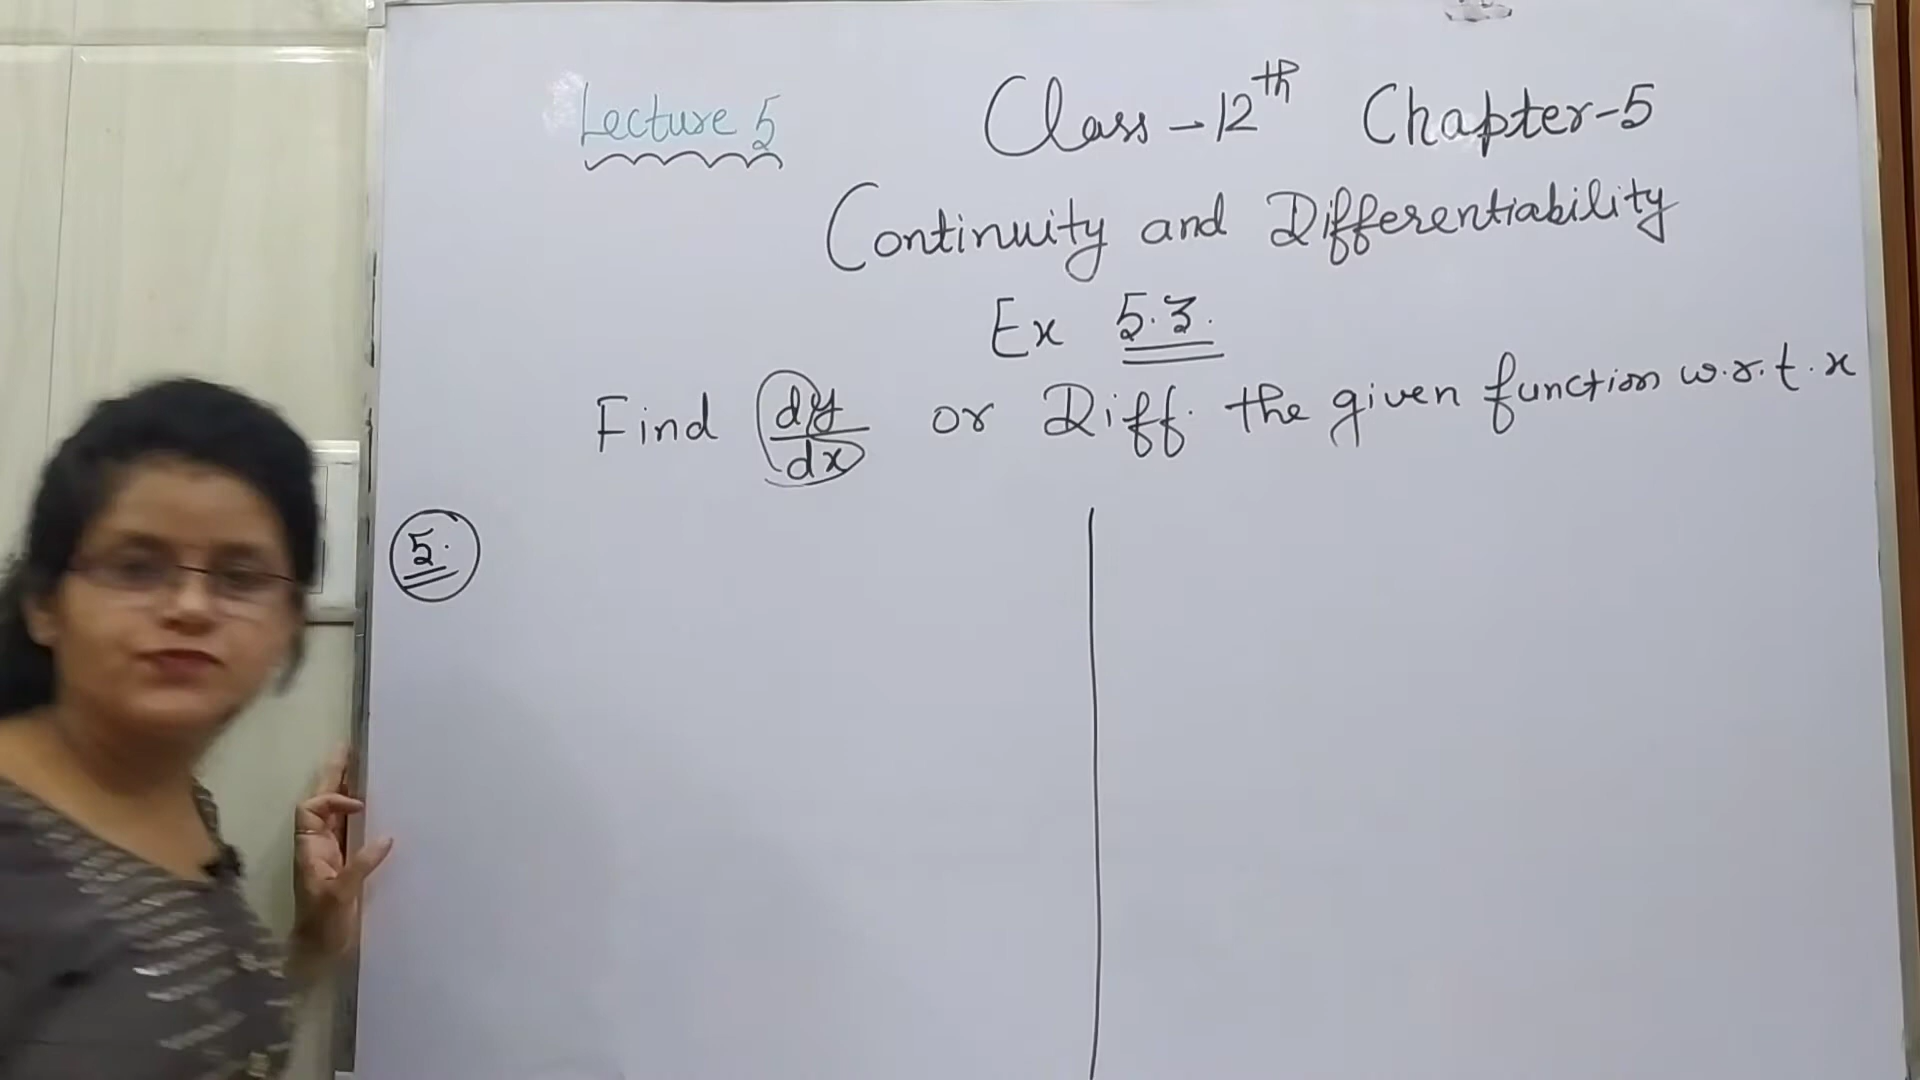 Lecture 5
Class - 12th Chapter-5
Continuity and Differentiability
Ex 5.3.
Find dy/dx or Diff. the given function w.r.t. x
5.